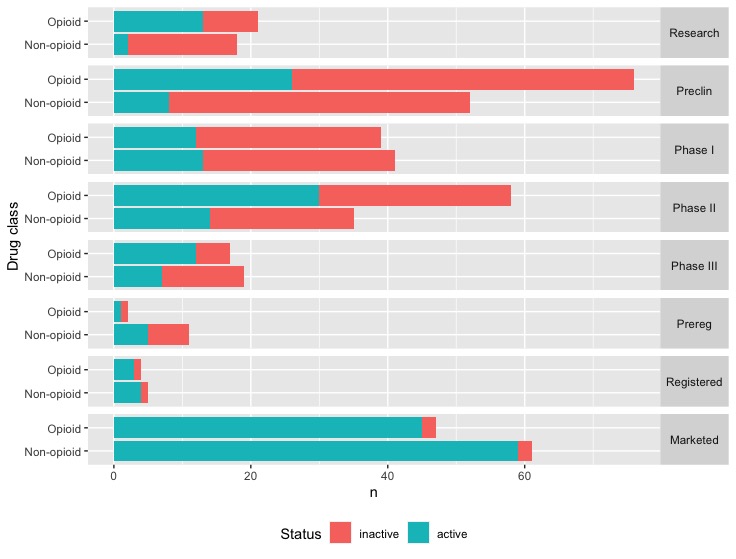 Opioid
Non-opioid
Research
Opioid
Non-opioid
Preclin
Opioid
Non-opioid
Phase I
Opioid
Non-opioid
Phase II
Opioid
Non-opioid
Phase III
Opioid
Non-opioid
Prereg
Opioid
Non-opioid
Registered
Opioid
Non-opioid
Marketed
Drug class
0 20 40 60
n
Status inactive active